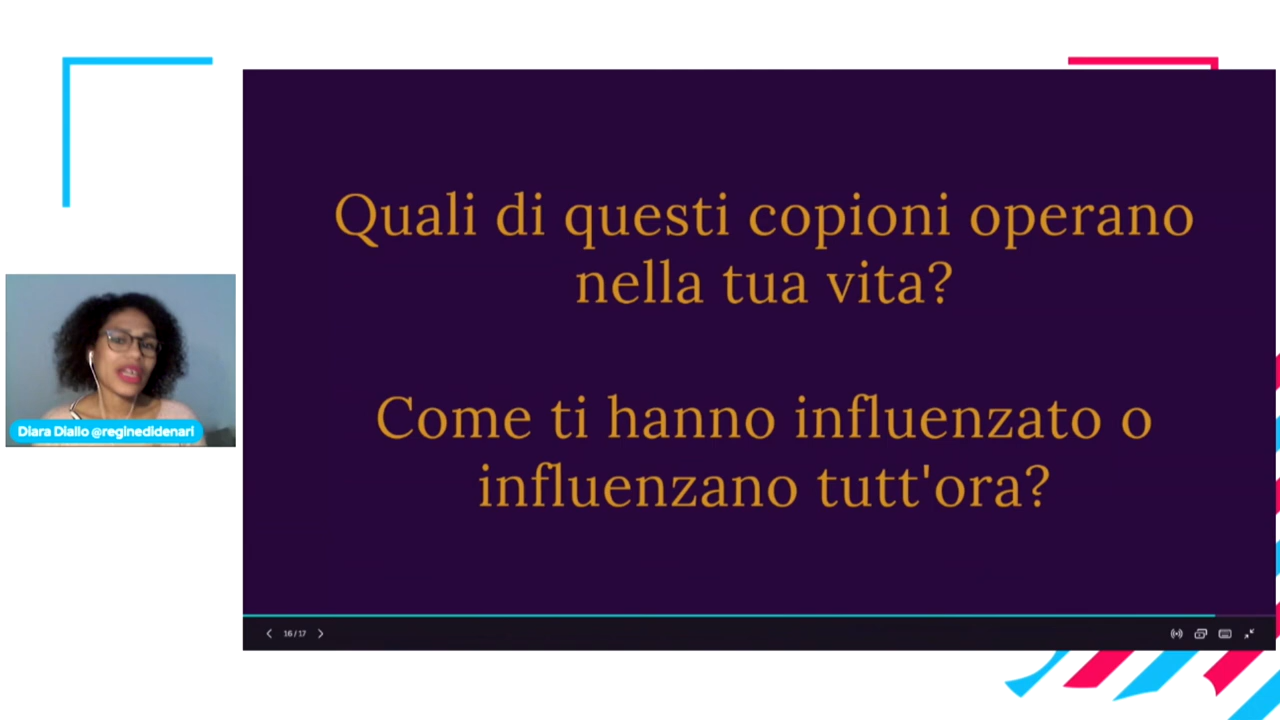 Quali di questi copioni operano
nella tua vita?
Come ti hanno influenzato o
influenzano tutt'ora?
Diara Diallo @reginedidenari
16 / 17